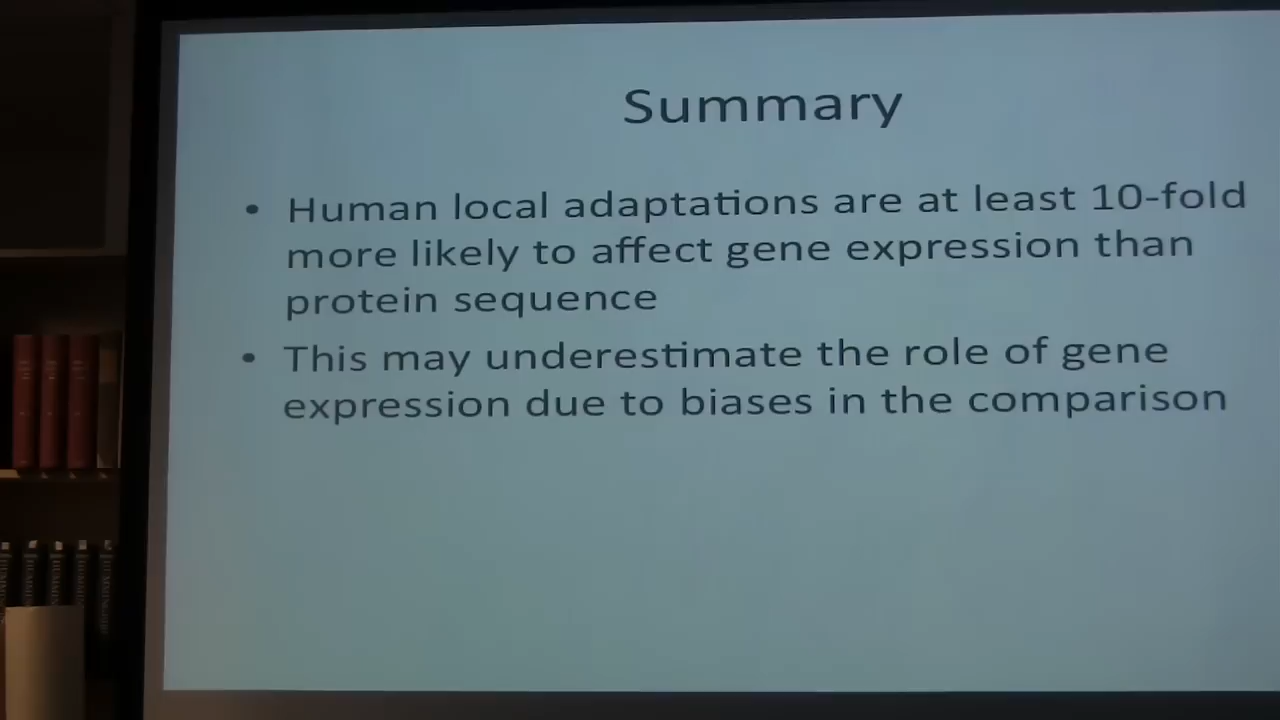 Summary
• Human local adaptations are at least 10-fold
more likely to affect gene expression than
protein sequence
• This may underestimate the role of gene
expression due to biases in the comparison